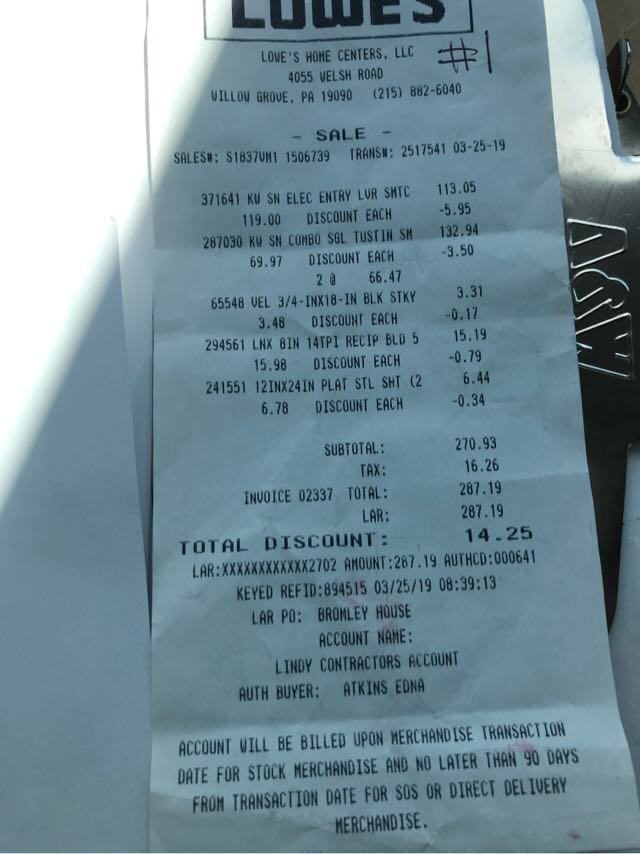 LOWE'S
LOWE'S HOME CENTERS, LLC #1
4055 WELSH ROAD
WILLOW GROVE, PA 19090 (215) 882-6040
- SALE -
SALES#: S1837VM1 1506739 TRANS#: 2517541 03-25-19
371641 KW SN ELEC ENTRY LVR SMTC 113.05
119.00 DISCOUNT EACH -5.95
287030 KW SN COMBO SGL TUSTIN SM 132.94
69.97 DISCOUNT EACH -3.50
2 @ 66.47
65548 VEL 3/4-INX18-IN BLK STKY 3.31
3.48 DISCOUNT EACH -0.17
294561 LNX 8IN 14TPI RECIP BLD 5 15.19
15.98 DISCOUNT EACH -0.79
241551 12INX24IN PLAT STL SHT (2 6.44
6.78 DISCOUNT EACH -0.34
SUBTOTAL: 270.93
TAX: 16.26
INVOICE 02337 TOTAL: 287.19
LAR: 287.19
TOTAL DISCOUNT: 14.25
LAR:XXXXXXXXXXXX2702 AMOUNT:287.19 AUTHCD:000641
KEYED REFID:894515 03/25/19 08:39:13
LAR PO: BROMLEY HOUSE
ACCOUNT NAME:
LINDY CONTRACTORS ACCOUNT
AUTH BUYER: ATKINS EDNA
ACCOUNT WILL BE BILLED UPON MERCHANDISE TRANSACTION
DATE FOR STOCK MERCHANDISE AND NO LATER THAN 90 DAYS
FROM TRANSACTION DATE FOR SOS OR DIRECT DELIVERY
MERCHANDISE.